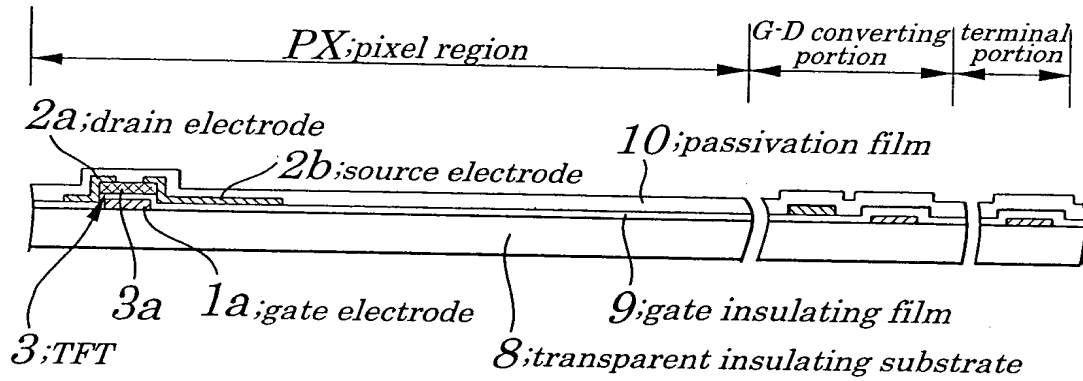 PX;pixel region
G-D converting
portion
terminal
portion
2a;drain electrode
2b;source electrode
10;passivation film
3a
1a;gate electrode
9;gate insulating film
3;TFT
8;transparent insulating substrate